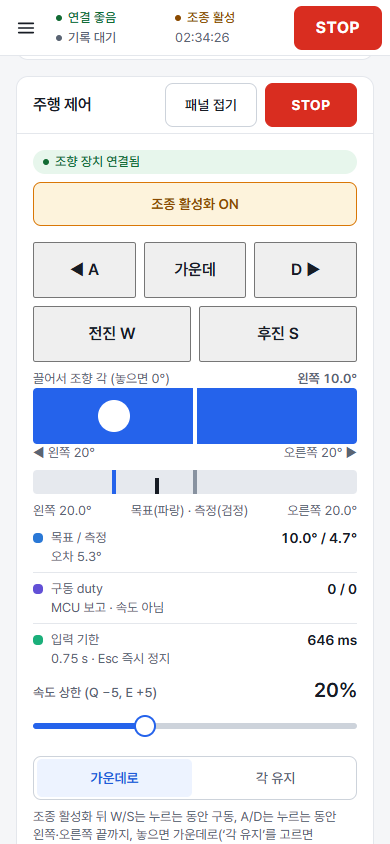 연결 좋음
조종 활성
기록 대기
02:34:26
STOP
주행 제어
패널 접기
STOP
조향 장치 연결됨
조종 활성화 ON
◀ A
가운데
D ▶
전진 W
후진 S
끌어서 조향 각 (놓으면 0°)
왼쪽 10.0°
◀ 왼쪽 20°
오른쪽 20° ▶
왼쪽 20.0°
목표(파랑) · 측정(검정)
오른쪽 20.0°
목표 / 측정
10.0° / 4.7°
오차 5.3°
구동 duty
0 / 0
MCU 보고 · 속도 아님
입력 기한
646 ms
0.75 s · Esc 즉시 정지
속도 상한 (Q −5, E +5)
20%
가운데로
각 유지
조종 활성화 뒤 W/S는 누르는 동안 구동, A/D는 누르는 동안
왼쪽·오른쪽 끝까지, 놓으면 가운데로(‘각 유지’를 고르면